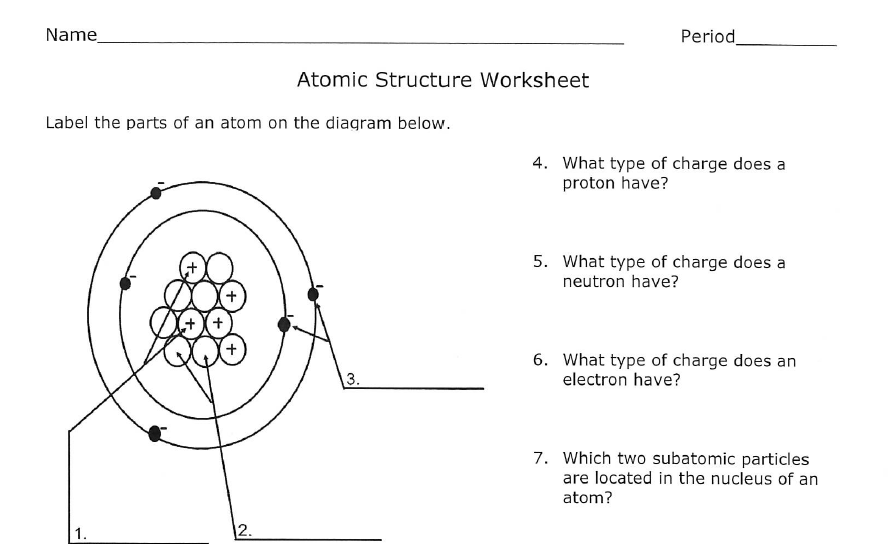 Name Period
Atomic Structure Worksheet
Label the parts of an atom on the diagram below.
4. What type of charge does a
proton have?
5. What type of charge does a
neutron have?
6. What type of charge does an
electron have?
7. Which two subatomic particles
are located in the nucleus of an
atom?
-
-
+
+
-
-
+ +
+
3.
-
1.
2.